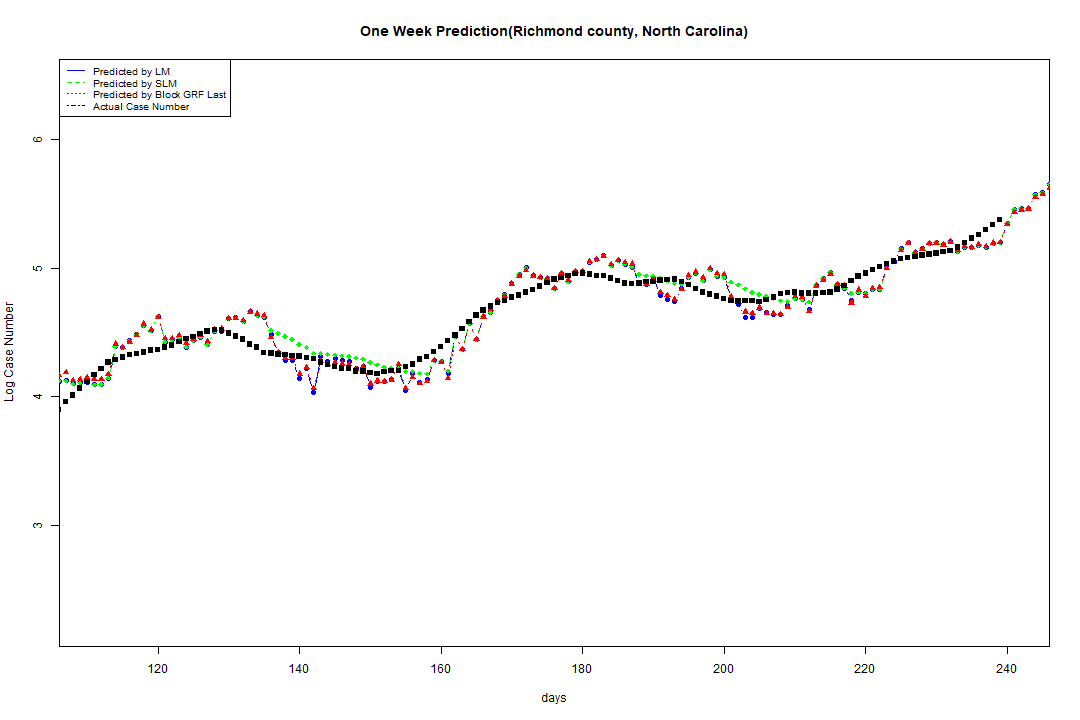 One Week Prediction(Richmond county, North Carolina)
Predicted by LM
Predicted by SLM
Predicted by Block GRF Last
Actual Case Number
6
5
4
3
Log Case Number
120 140 160 180 200 220 240
days